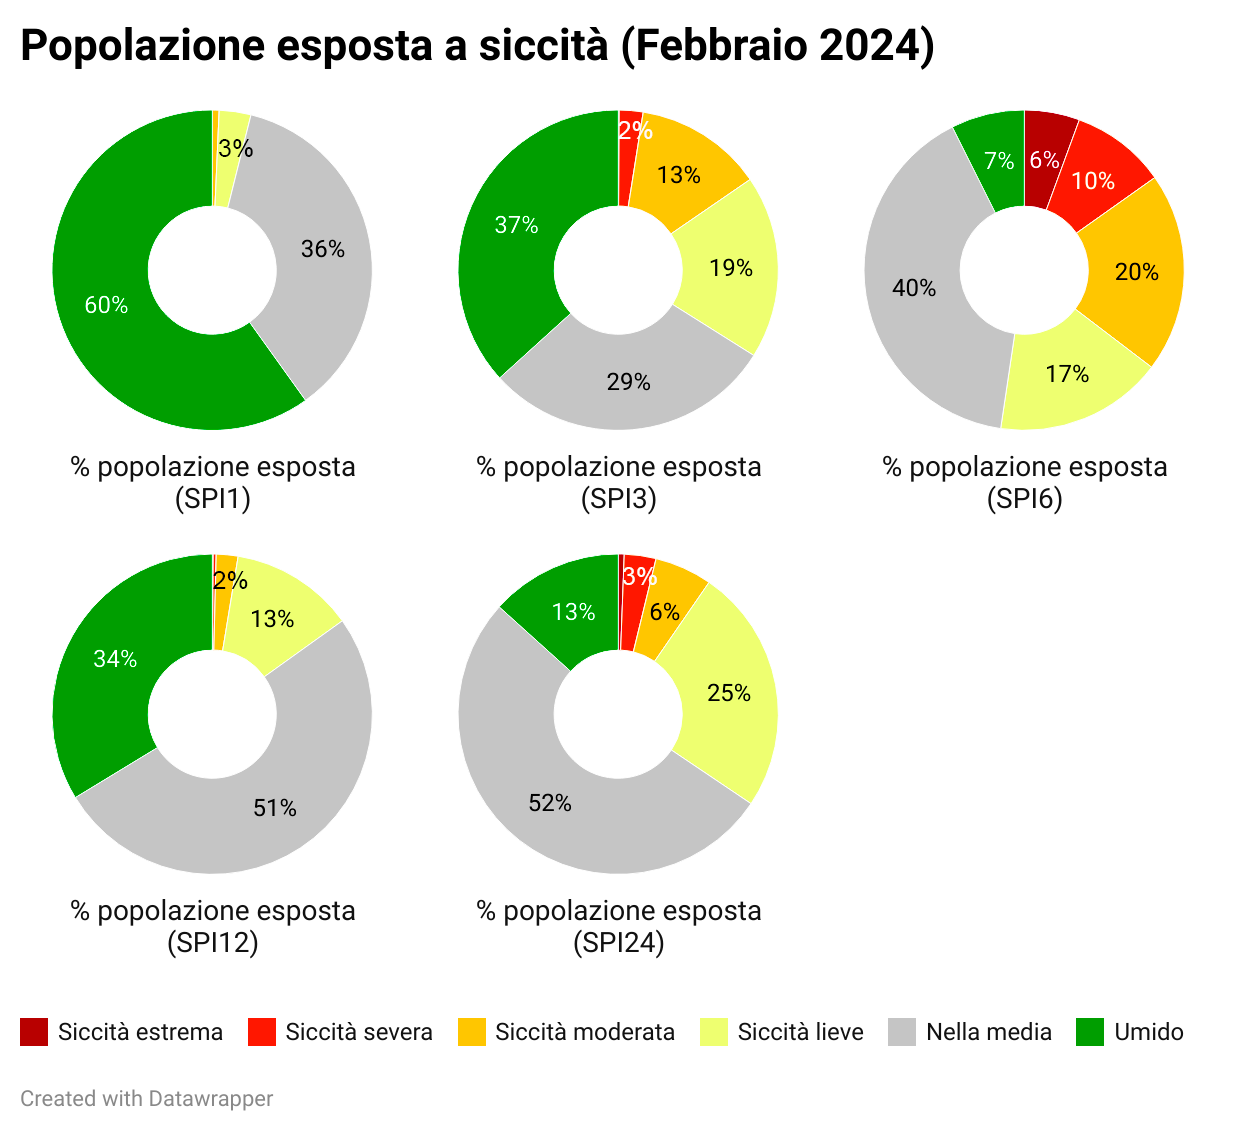 Popolazione esposta a siccità (Febbraio 2024)
3%
36%
60%
% popolazione esposta
(SPI1)
2%
13%
19%
29%
37%
% popolazione esposta
(SPI3)
6%
10%
20%
17%
40%
7%
% popolazione esposta
(SPI6)
2%
13%
51%
34%
% popolazione esposta
(SPI12)
3%
6%
25%
52%
13%
% popolazione esposta
(SPI24)
Siccità estrema
Siccità severa
Siccità moderata
Siccità lieve
Nella media
Umido
Created with Datawrapper